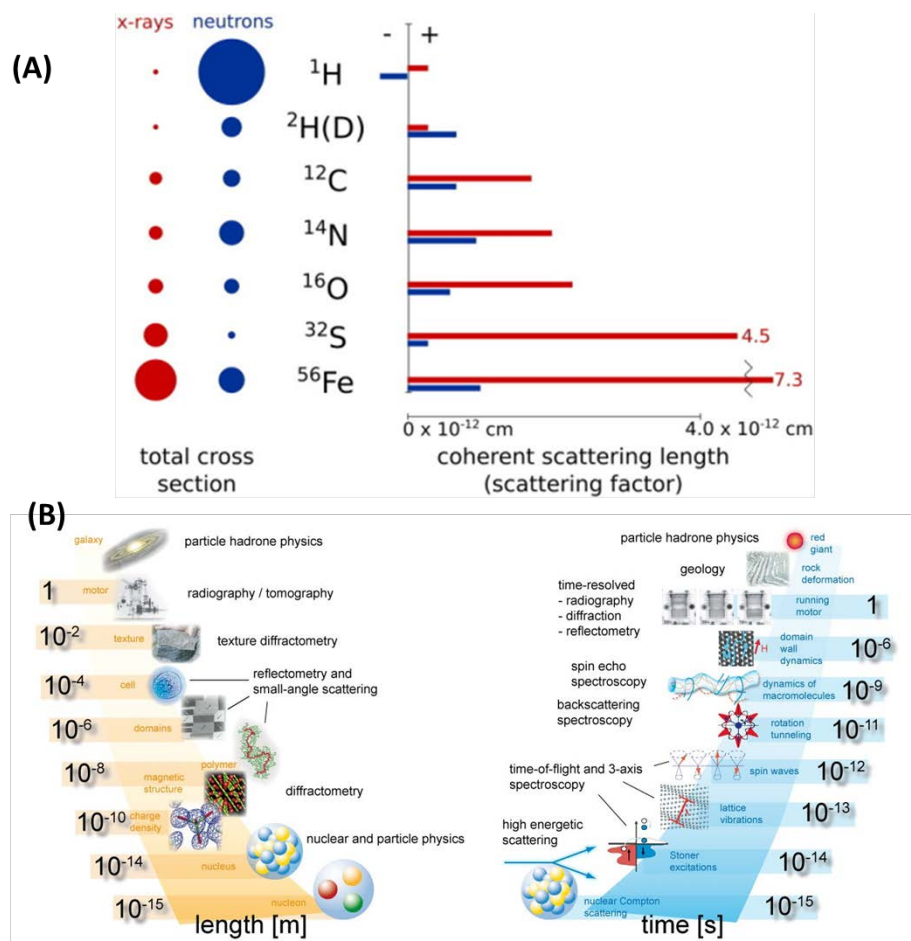 (A)
x-rays neutrons
- +
¹H
²H(D)
¹²C
¹⁴N
¹⁶O
³²S
4.5
⁵⁶Fe
7.3
0 x 10⁻¹² cm
4.0 x 10⁻¹² cm
total cross
section
coherent scattering length
(scattering factor)
(B)
galaxy
particle hadrone physics
1
motor
radiography / tomography
10⁻²
texture
texture diffractometry
10⁻⁴
cell
reflectometry and
small-angle scattering
10⁻⁶
domains
10⁻⁸
polymer
magnetic
structure
diffractometry
10⁻¹⁰
charge
density
nuclear and particle physics
10⁻¹⁴
nucleus
10⁻¹⁵
nucleon
length [m]
particle hadrone physics
red
giant
geology
rock
deformation
time-resolved
- radiography
- diffraction
- reflectometry
running
motor
1
H
domain
wall
dynamics
10⁻⁶
spin echo
spectroscopy
dynamics of
macromolecules
10⁻⁹
backscattering
spectroscopy
rotation
tunneling
10⁻¹¹
time-of-flight and 3-axis
spectroscopy
spin waves
10⁻¹²
lattice
vibrations
10⁻¹³
high energetic
scattering
Stoner
excitations
10⁻¹⁴
nuclear Compton
scattering
10⁻¹⁵
time [s]